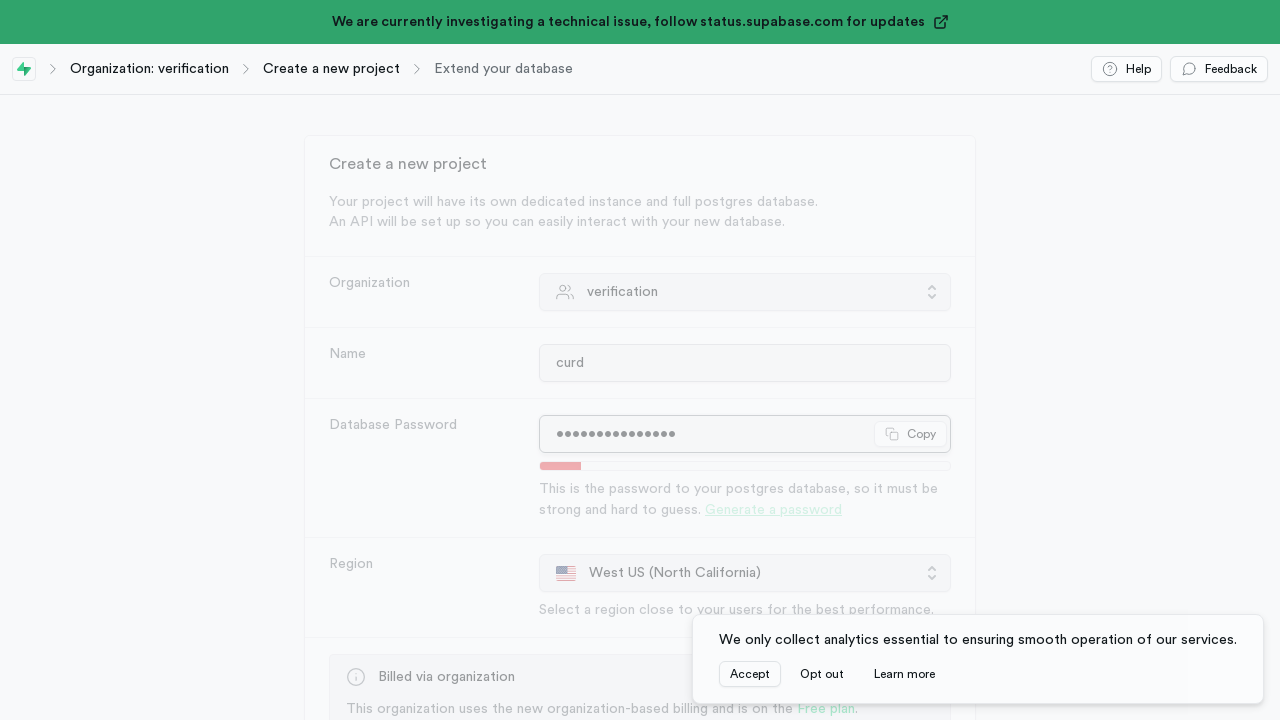 We are currently investigating a technical issue, follow status.supabase.com for updates
Organization: verification
Create a new project
Extend your database
Help
Feedback
Create a new project
Your project will have its own dedicated instance and full postgres database.
An API will be set up so you can easily interact with your new database.
Organization
verification
Name
curd
Database Password
•••••••••••••••
Copy
This is the password to your postgres database, so it must be
strong and hard to guess. Generate a password
Region
West US (North California)
Select a region close to your users for the best performance.
We only collect analytics essential to ensuring smooth operation of our services.
Accept
Opt out
Learn more
Billed via organization
This organization uses the new organization-based billing and is on the Free plan.